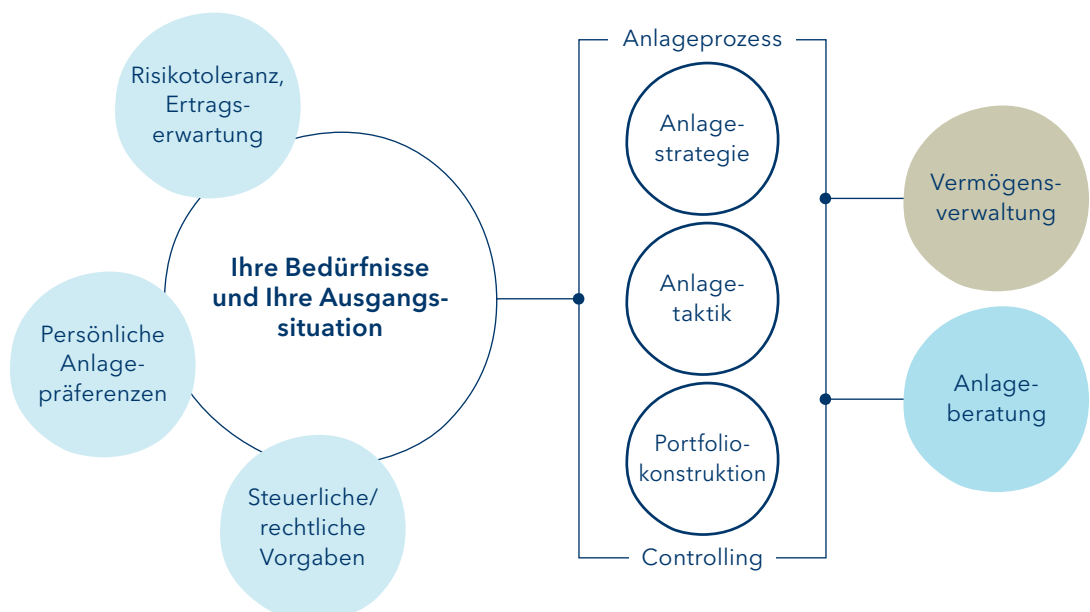 Risikotoleranz,
Ertrags-
erwartung
Ihre Bedürfnisse
und Ihre Ausgangs-
situation
Persönliche
Anlage-
präferenzen
Steuerliche/
rechtliche
Vorgaben
Anlageprozess
Anlage-
strategie
Anlage-
taktik
Portfolio-
konstruktion
Controlling
Vermögens-
verwaltung
Anlage-
beratung